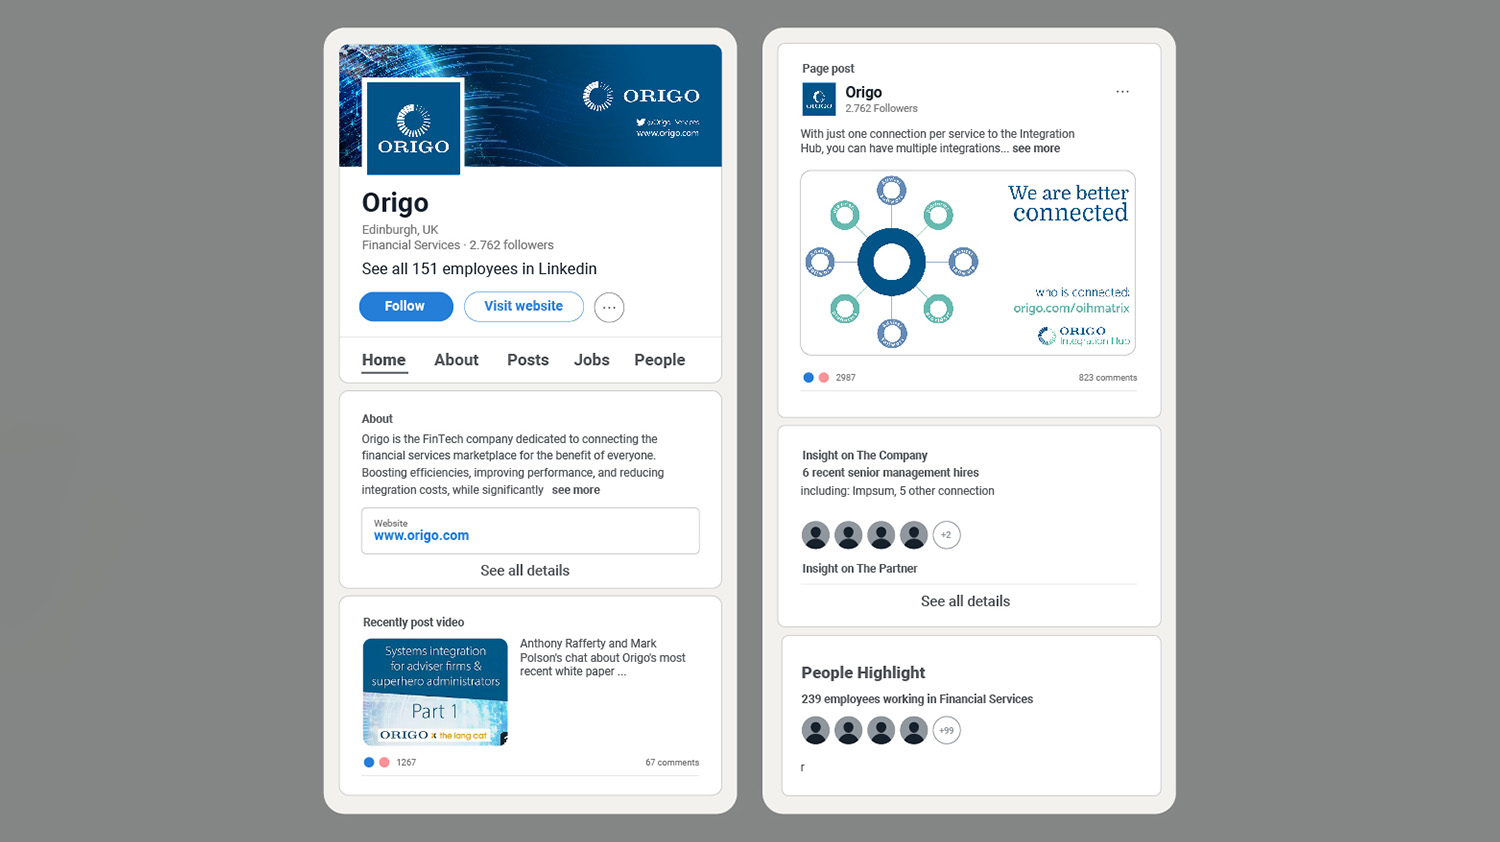 ORIGO
@Origo_Services
www.origo.com
ORIGO
Origo
Edinburgh, UK
Financial Services · 2.762 followers
See all 151 employees in Linkedin
Follow
Visit website
Home About Posts Jobs People
About
Origo is the FinTech company dedicated to connecting the
financial services marketplace for the benefit of everyone.
Boosting efficiencies, improving performance, and reducing
integration costs, while significantly see more
Website
www.origo.com
See all details
Recently post video
Systems integration
for adviser firms &
superhero administrators
Part 1
ORIGO x the lang cat
Anthony Rafferty and Mark
Polson's chat about Origo's most
recent white paper ...
1267
67 comments
Page post
ORIGO
Origo
2.762 Followers
With just one connection per service to the Integration
Hub, you can have multiple integrations... see more
We are better
connected
who is connected:
origo.com/oihmatrix
ORIGO
Integration Hub
2987
823 comments
Insight on The Company
6 recent senior management hires
including: Impsum, 5 other connection
+2
Insight on The Partner
See all details
People Highlight
239 employees working in Financial Services
+99
r